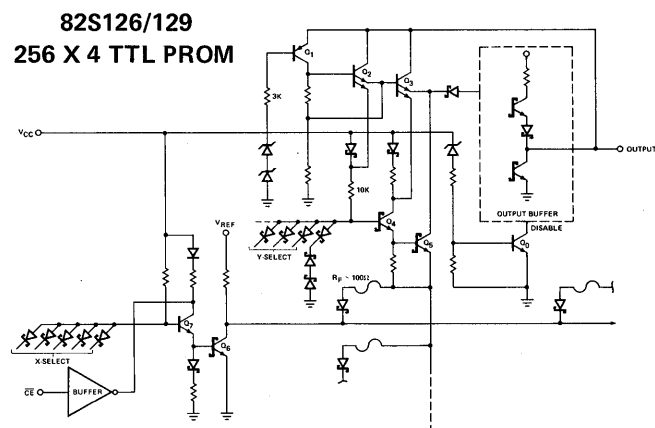 82S126/129
256 X 4 TTL PROM
Q1
Q2
Q3
3K
VCC
OUTPUT
10K
VREF
Q4
OUTPUT BUFFER
DISABLE
Y-SELECT
Q5
Q0
RF ~ 100Ω
Q7
Q6
X-SELECT
CE
BUFFER